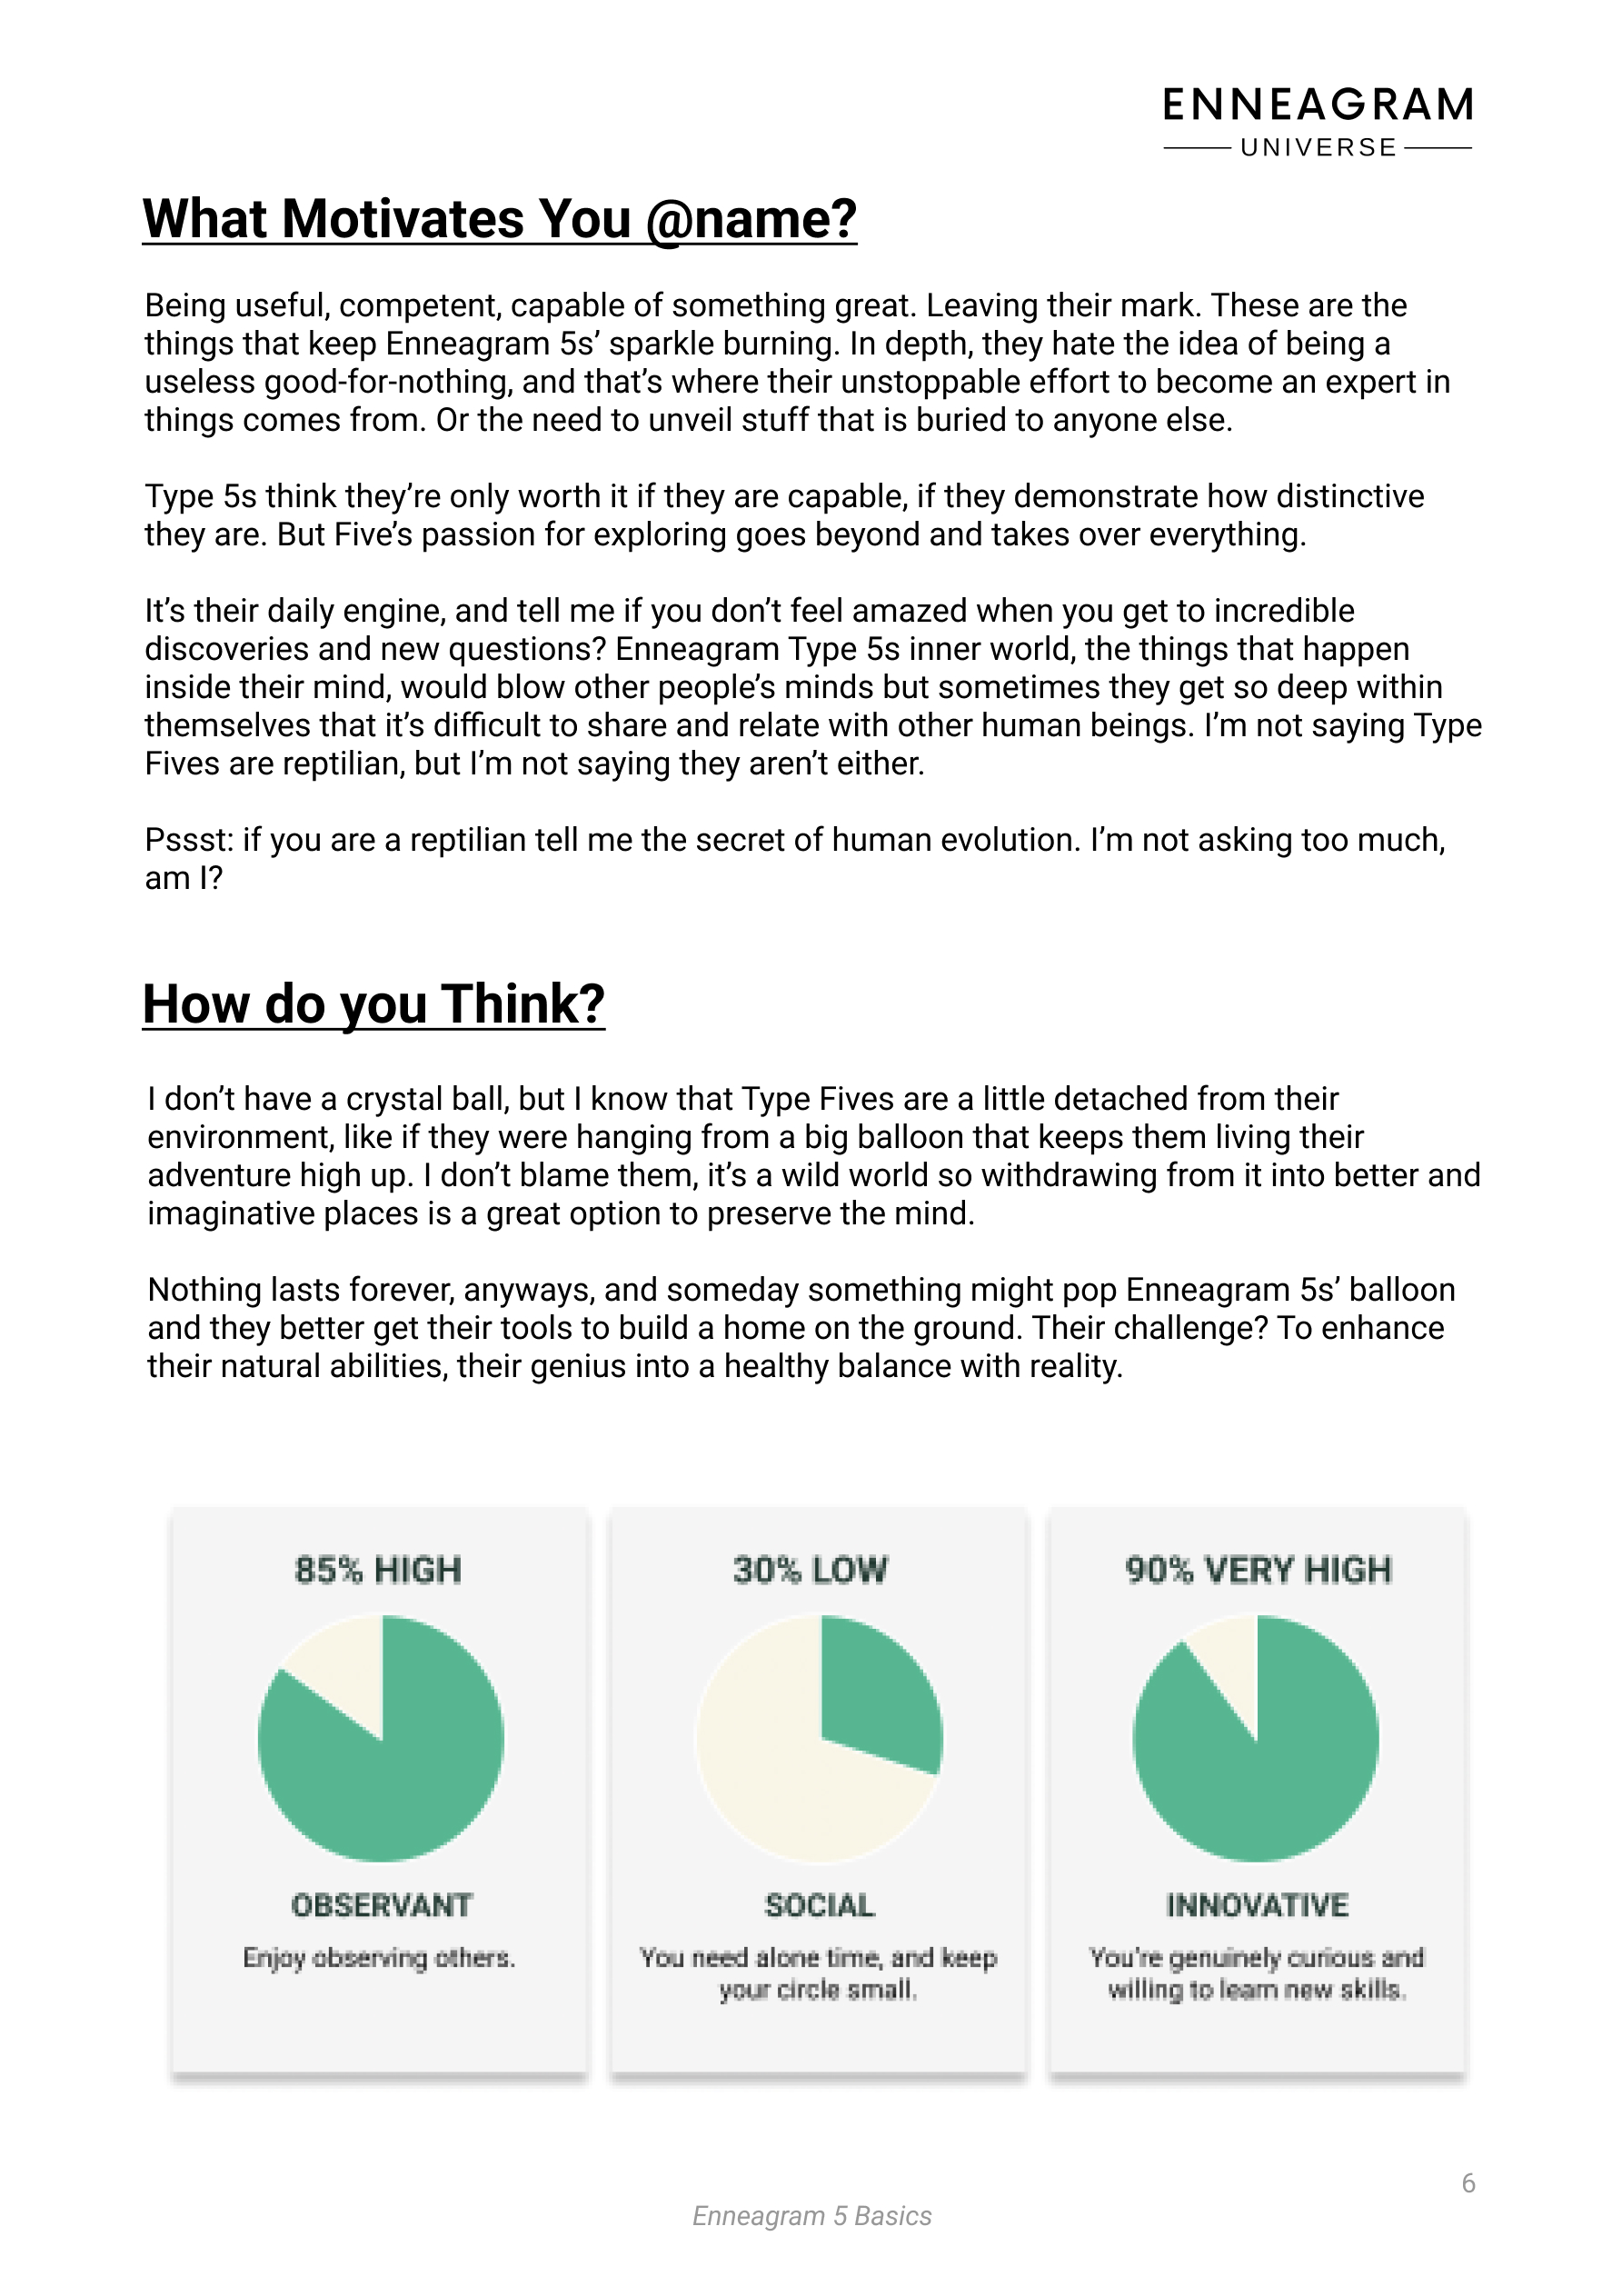 ENNEAGRAM
UNIVERSE
What Motivates You @name?
Being useful, competent, capable of something great. Leaving their mark. These are the
things that keep Enneagram 5s’ sparkle burning. In depth, they hate the idea of being a
useless good-for-nothing, and that’s where their unstoppable effort to become an expert in
things comes from. Or the need to unveil stuff that is buried to anyone else.
Type 5s think they’re only worth it if they are capable, if they demonstrate how distinctive
they are. But Five’s passion for exploring goes beyond and takes over everything.
It’s their daily engine, and tell me if you don’t feel amazed when you get to incredible
discoveries and new questions? Enneagram Type 5s inner world, the things that happen
inside their mind, would blow other people’s minds but sometimes they get so deep within
themselves that it’s difficult to share and relate with other human beings. I’m not saying Type
Fives are reptilian, but I’m not saying they aren’t either.
Pssst: if you are a reptilian tell me the secret of human evolution. I’m not asking too much,
am I?
How do you Think?
I don’t have a crystal ball, but I know that Type Fives are a little detached from their
environment, like if they were hanging from a big balloon that keeps them living their
adventure high up. I don’t blame them, it’s a wild world so withdrawing from it into better and
imaginative places is a great option to preserve the mind.
Nothing lasts forever, anyways, and someday something might pop Enneagram 5s’ balloon
and they better get their tools to build a home on the ground. Their challenge? To enhance
their natural abilities, their genius into a healthy balance with reality.
85% HIGH
OBSERVANT
Enjoy observing others.
30% LOW
SOCIAL
You need alone time, and keep
your circle small.
90% VERY HIGH
INNOVATIVE
You're genuinely curious and
willing to learn new skills.
6
Enneagram 5 Basics